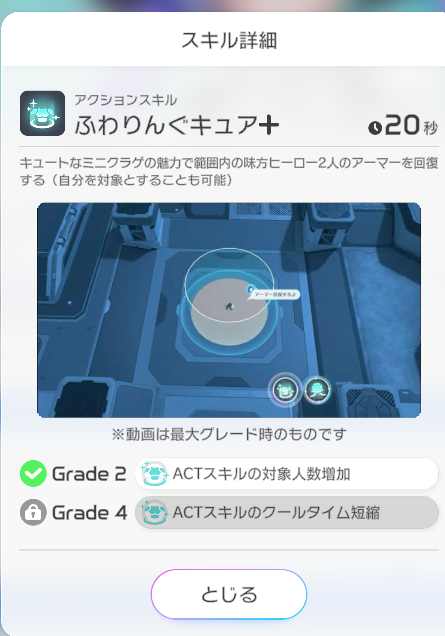 スキル詳細
アクションスキル
ふわりんぐキュア+
20秒
キュートなミニクラゲの魅力で範囲内の味方ヒーロー2人のアーマーを回復
する（自分を対象とすることも可能）
アーマー回復するよ
※動画は最大グレード時のものです
Grade 2 ACTスキルの対象人数増加
Grade 4 ACTスキルのクールタイム短縮
とじる